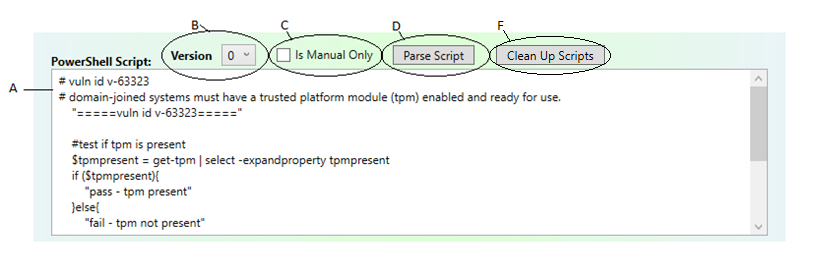 B C D F
PowerShell Script: Version 0 Is Manual Only Parse Script Clean Up Scripts
A
# vuln id v-63323
# domain-joined systems must have a trusted platform module (tpm) enabled and ready for use.
"=====vuln id v-63323====="
#test if tpm is present
$tpmpresent = get-tpm | select -expandproperty tpmpresent
if ($tpmpresent){
"pass - tpm present"
}else{
"fail - tpm not present"